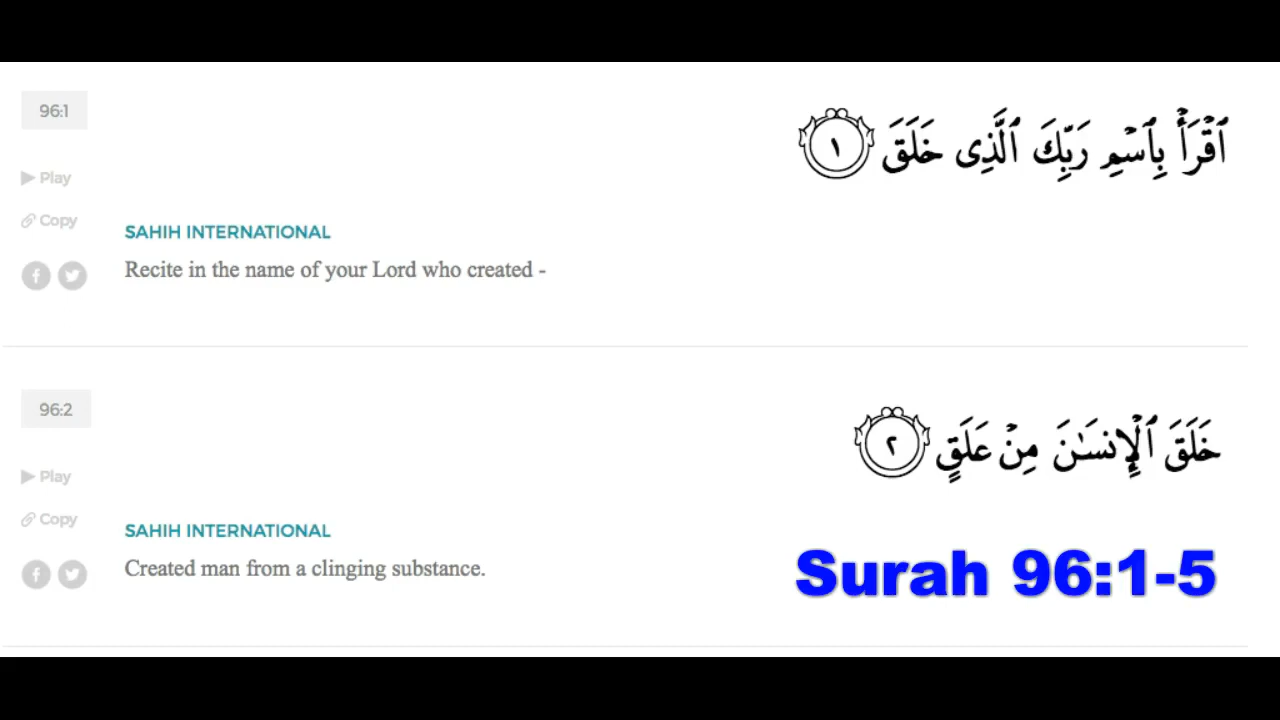 96:1
ٱقْرَأْ بِٱسْمِ رَبِّكَ ٱلَّذِى خَلَقَ ١
Play
Copy
SAHIH INTERNATIONAL
Recite in the name of your Lord who created -
96:2
خَلَقَ ٱلْإِنسَـٰنَ مِنْ عَلَقٍ ٢
Play
Copy
SAHIH INTERNATIONAL
Created man from a clinging substance.
Surah 96:1-5